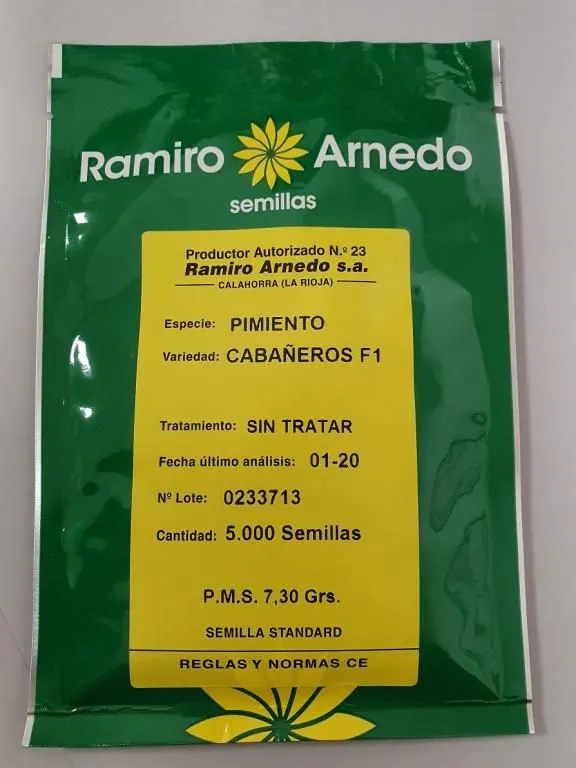 Ramiro Arnedo
semillas
Productor Autorizado N.º 23
Ramiro Arnedo s.a.
CALAHORRA (LA RIOJA)
Especie: PIMIENTO
Variedad: CABAÑEROS F1
Tratamiento: SIN TRATAR
Fecha último análisis: 01-20
Nº Lote: 0233713
Cantidad: 5.000 Semillas
P.M.S. 7,30 Grs.
SEMILLA STANDARD
REGLAS Y NORMAS CE